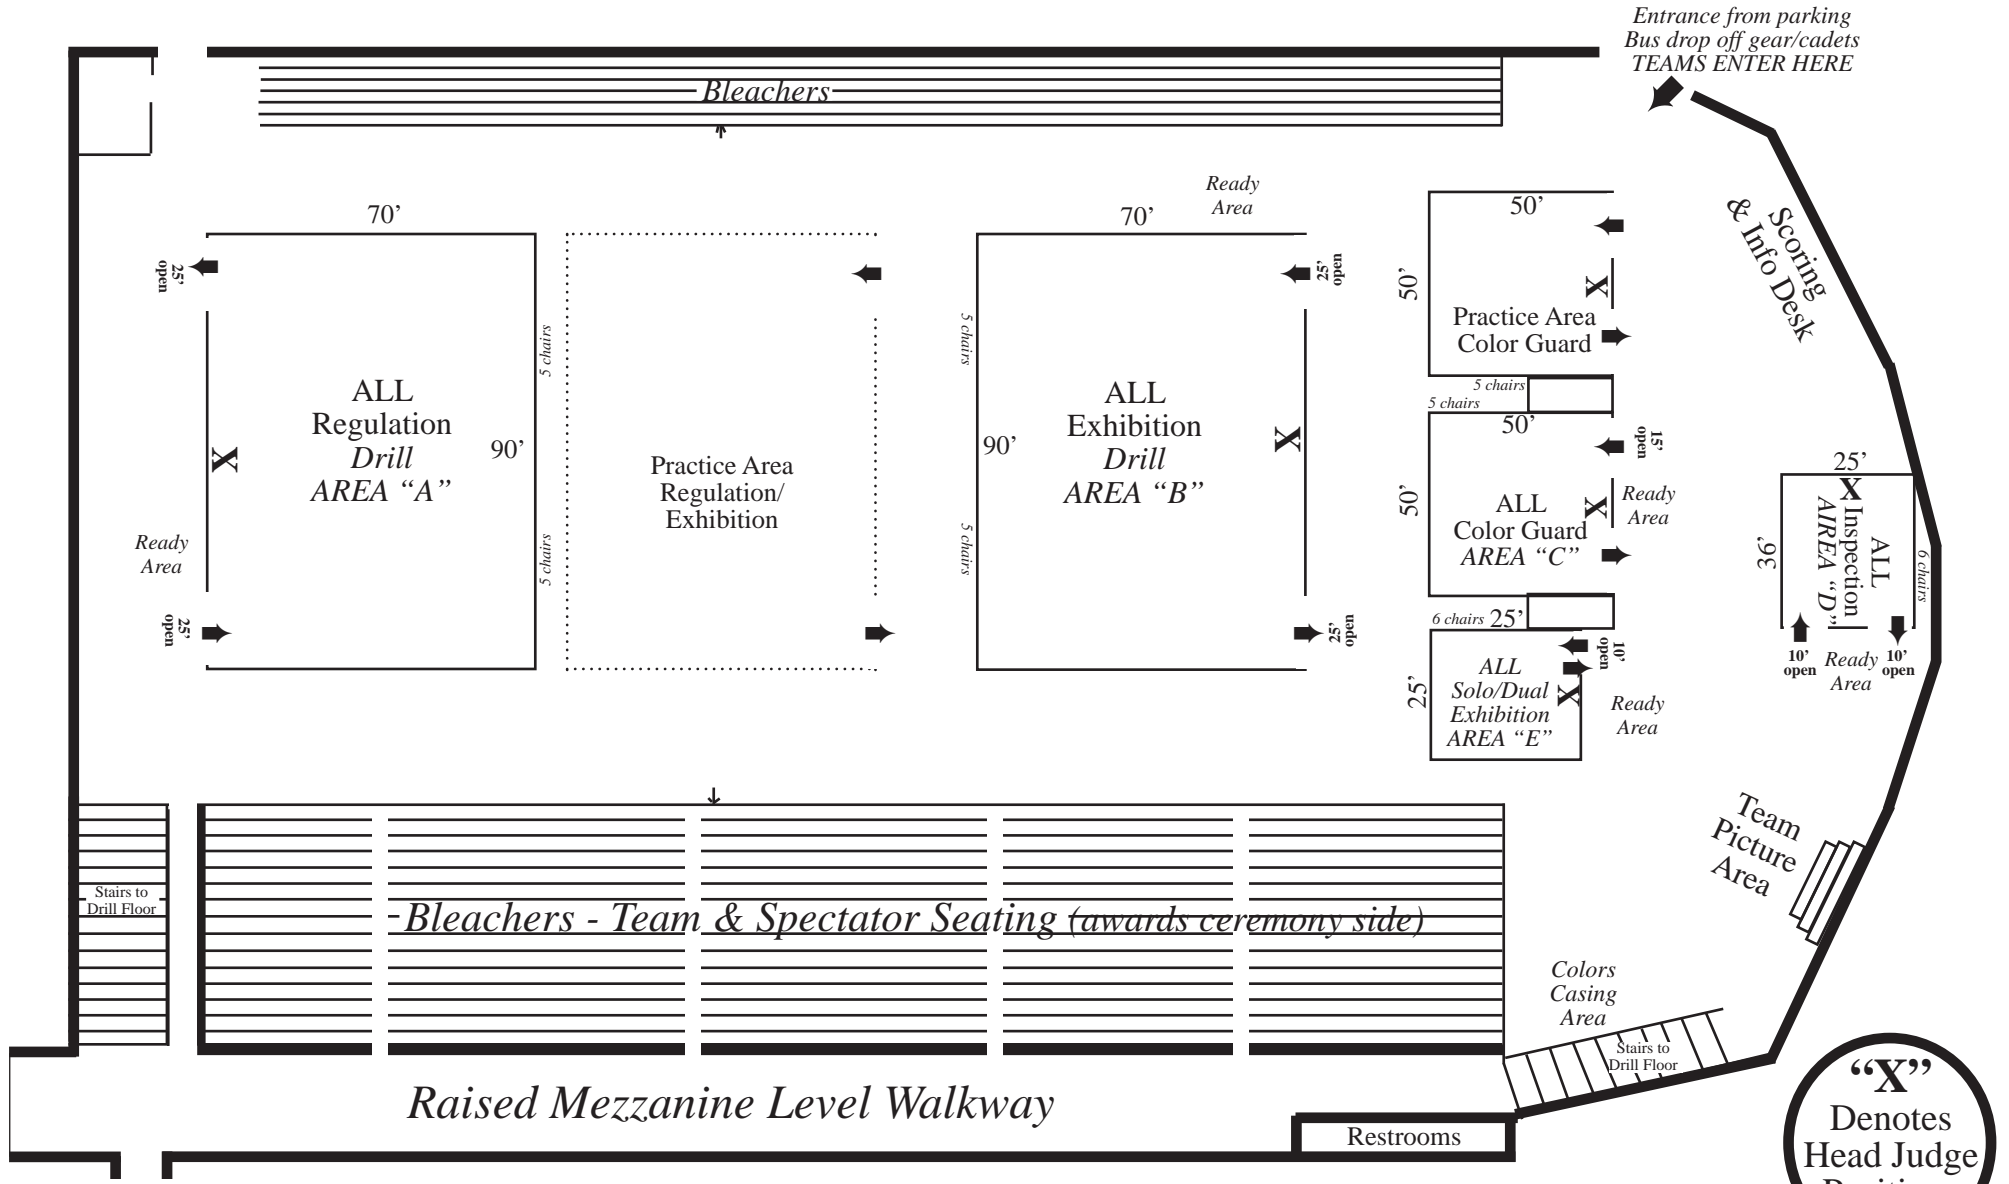 Entrance from parking
Bus drop off gear/cadets
TEAMS ENTER HERE
Bleachers
Ready
Area
70’
70’
50’
25’
open
25’
open
50’
Scoring
& Info Desk
X
5 chairs
5 chairs
Practice Area
Color Guard
5 chairs
5 chairs
ALL
Regulation
Drill
AREA “A”
90’
X
Practice Area
Regulation/
Exhibition
ALL
Exhibition
Drill
AREA “B”
90’
X
50’
15’
open
50’
X
Ready
Area
ALL
Color Guard
AREA “C”
25’
X
36’
ALL
Inspection
AIREA “D”
6 chairs
Ready
Area
5 chairs
5 chairs
25’
open
25’
open
6 chairs 25’
10’
open
10’
open
Ready
Area
10’
open
25’
ALL
Solo/Dual
Exhibition
AREA “E”
X
Ready
Area
Team
Picture
Area
Stairs to
Drill Floor
Bleachers - Team & Spectator Seating (awards ceremony side)
Colors
Casing
Area
Stairs to
Drill Floor
Raised Mezzanine Level Walkway
Restrooms
“X”
Denotes
Head Judge